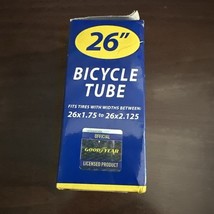 26"
BICYCLE
TUBE
FITS TIRES WITH WIDTHS BETWEEN:
26x1.75 to 26x2.125
OFFICIAL
GOODYEAR
LICENSED PRODUCT